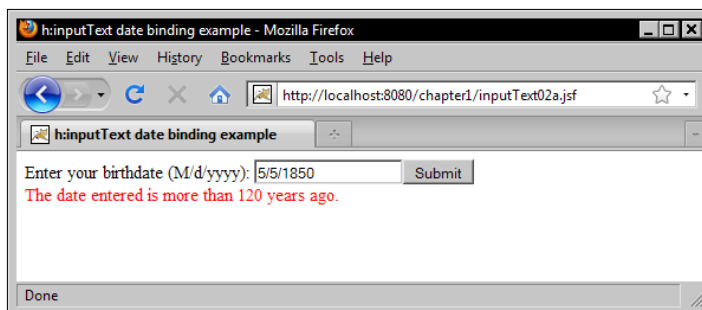 h:inputText date binding example - Mozilla Firefox
File Edit View History Bookmarks Tools Help
http://localhost:8080/chapter1/inputText02a.jsf
h:inputText date binding example
Enter your birthdate (M/d/yyyy): 5/5/1850 Submit
The date entered is more than 120 years ago.
Done